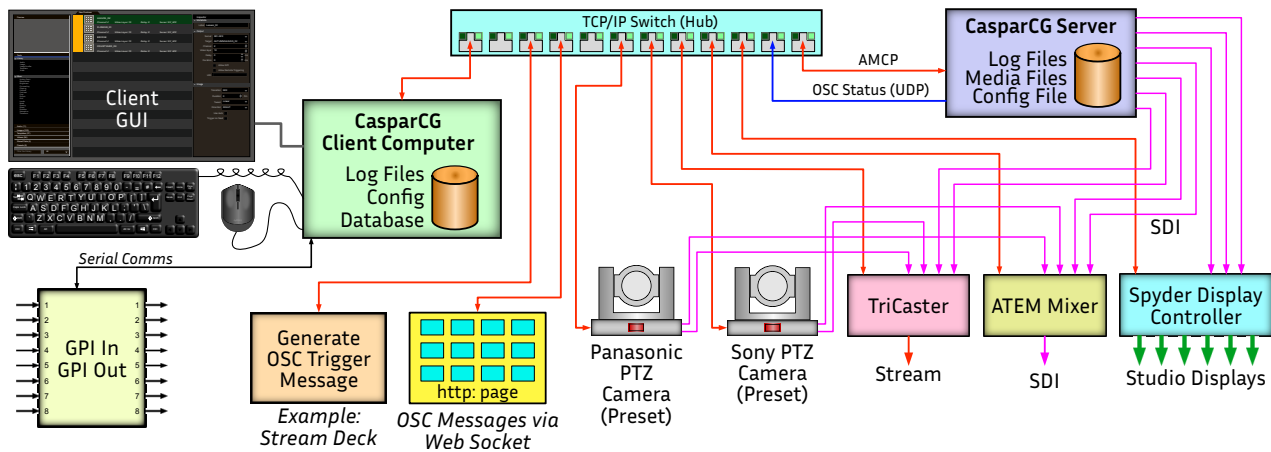 TCP/IP Switch (Hub)
CasparCG Server
Log Files
Media Files
Config File
AMCP
OSC Status (UDP)
Client
GUI
CasparCG
Client Computer
Log Files
Config
Database
SDI
Serial Comms
1 1
2 2
3 3
4 4
5 5
6 6
7 7
8 8
GPI In
GPI Out
Generate
OSC Trigger
Message
Example:
Stream Deck
http: page
OSC Messages via
Web Socket
Panasonic
PTZ
Camera
(Preset)
Sony PTZ
Camera
(Preset)
TriCaster
Stream
ATEM Mixer
SDI
Spyder Display
Controller
Studio Displays